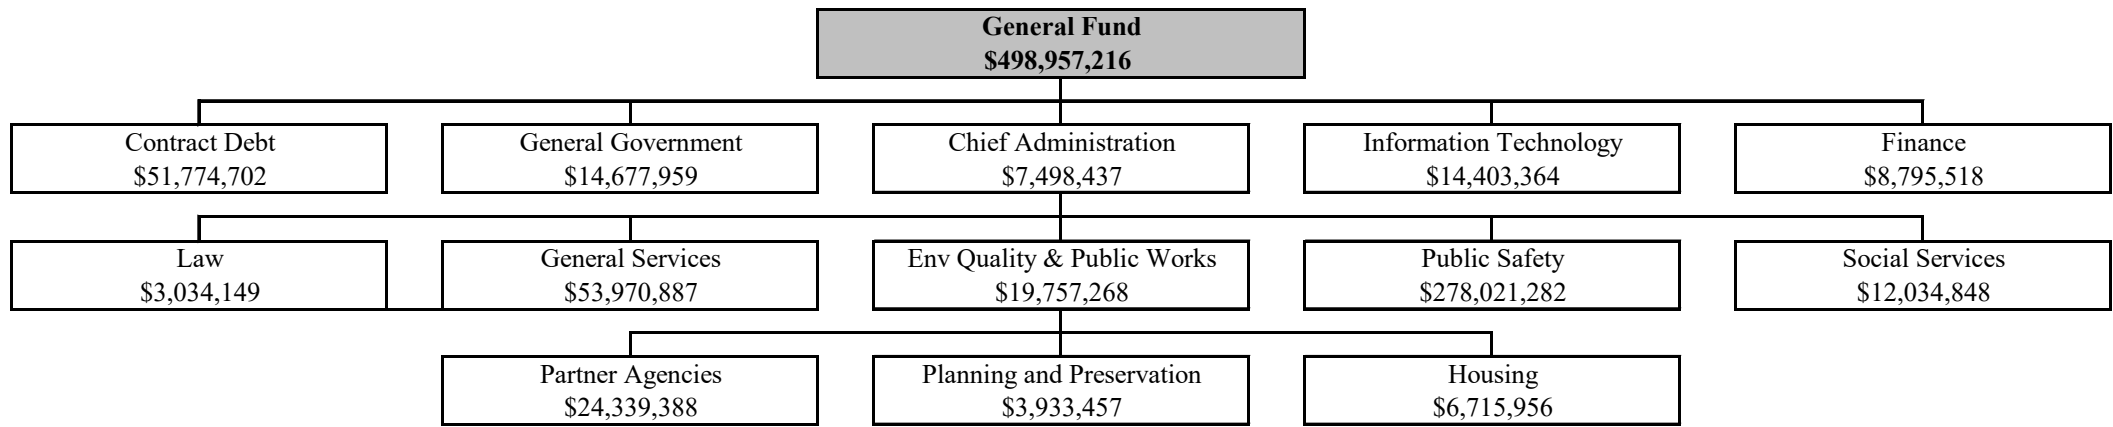 General Fund
$498,957,216
Contract Debt
$51,774,702
General Government
$14,677,959
Chief Administration
$7,498,437
Information Technology
$14,403,364
Finance
$8,795,518
Law
$3,034,149
General Services
$53,970,887
Env Quality & Public Works
$19,757,268
Public Safety
$278,021,282
Social Services
$12,034,848
Partner Agencies
$24,339,388
Planning and Preservation
$3,933,457
Housing
$6,715,956